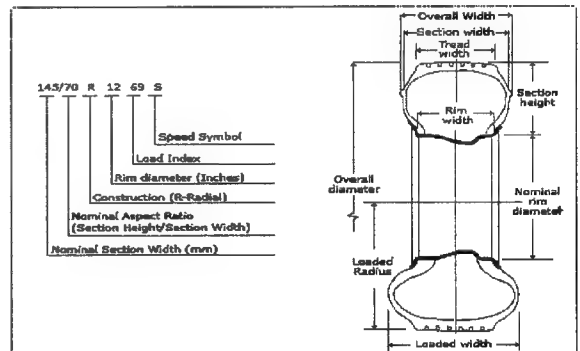 145/70 R 12 69 S
Speed Symbol
Load Index
Rim diameter (Inches)
Construction (R-Radial)
Nominal Aspect Ratio
(Section Height/Section Width)
Nominal Section Width (mm)
Overall Width
Section width
Tread
width
Section
height
Rim
width
Overall
diameter
Nominal
rim
diameter
Loaded
Radius
Loaded width